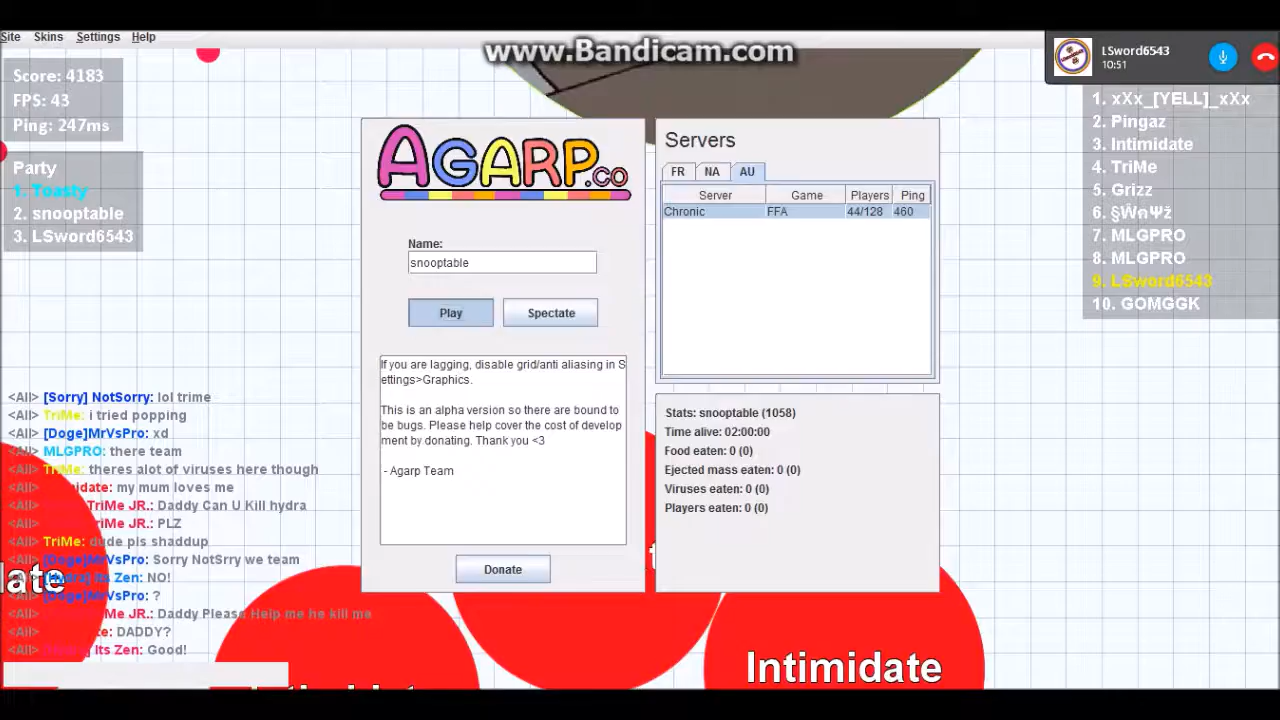 www.Bandicam.com
Site Skins Settings Help
Score: 4183
FPS: 43
Ping: 247ms
Party
1. Toasty
2. snooptable
3. LSword6543
<All> [Sorry] NotSorry: lol trime
<All> TriMe: i tried popping
<All> [Doge]MrVsPro: xd
<All> MLGPRO: there team
<All> TriMe: theres alot of viruses here though
<All> Intimidate: my mum loves me
<All> TriMe JR.: Daddy Can U Kill hydra
<All> TriMe JR.: PLZ
<All> TriMe: dude pls shaddup
<All> [Doge]MrVsPro: Sorry NotSrry we team
<All> [Hydra] Its Zen: NO!
<All> [Doge]MrVsPro: ?
<All> Me JR.: Daddy Please Help me he kill me
<All> te: DADDY?
<All> Its Zen: Good!
AGARP.co
Name:
snooptable
Play Spectate
If you are lagging, disable grid/anti aliasing in S
ettings>Graphics.
This is an alpha version so there are bound to
be bugs. Please help cover the cost of develop
ment by donating. Thank you <3
- Agarp Team
Donate
Servers
FR NA AU
Server Game Players Ping
Chronic FFA 44/128 460
Stats: snooptable (1058)
Time alive: 02:00:00
Food eaten: 0 (0)
Ejected mass eaten: 0 (0)
Viruses eaten: 0 (0)
Players eaten: 0 (0)
LSword6543
10:51
1. xXx_[YELL]_xXx
2. Pingaz
3. Intimidate
4. TriMe
5. Grizz
6. §ŴฅΨž
7. MLGPRO
8. MLGPRO
9. LSword6543
10. GOMGGK
date
Intimidate